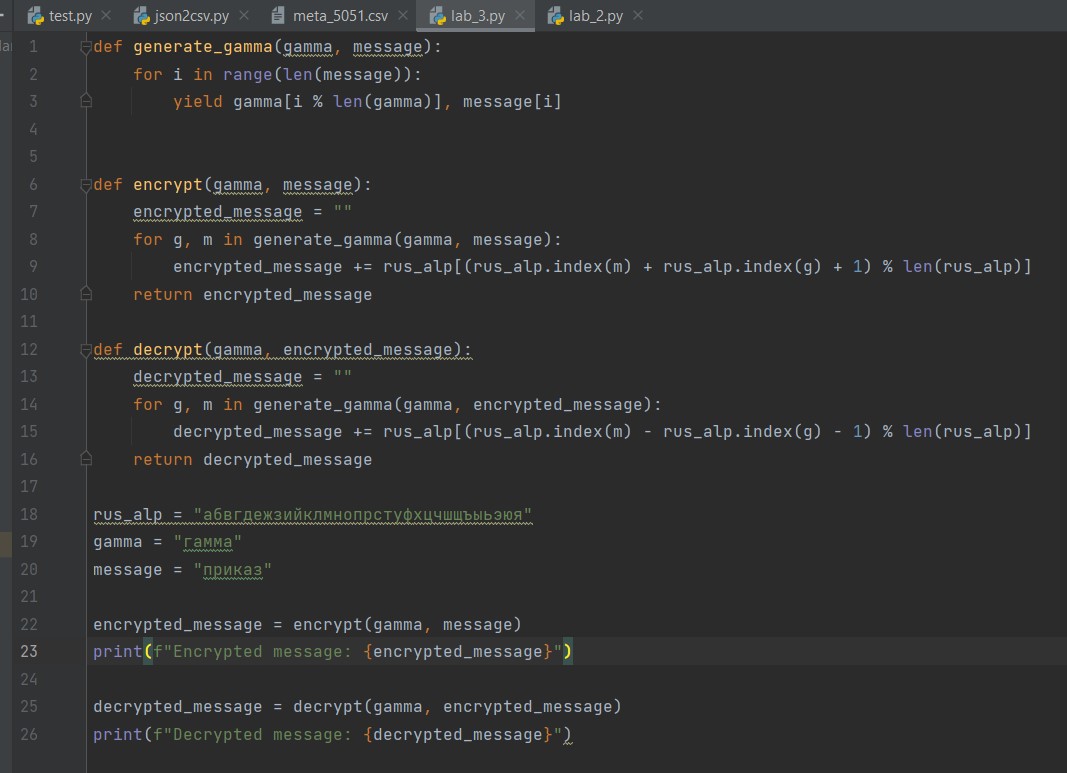 test.py json2csv.py meta_5051.csv lab_3.py lab_2.py
1 def generate_gamma(gamma, message):
2 for i in range(len(message)):
3 yield gamma[i % len(gamma)], message[i]
4
5
6 def encrypt(gamma, message):
7 encrypted_message = ""
8 for g, m in generate_gamma(gamma, message):
9 encrypted_message += rus_alp[(rus_alp.index(m) + rus_alp.index(g) + 1) % len(rus_alp)]
10 return encrypted_message
11
12 def decrypt(gamma, encrypted_message):
13 decrypted_message = ""
14 for g, m in generate_gamma(gamma, encrypted_message):
15 decrypted_message += rus_alp[(rus_alp.index(m) - rus_alp.index(g) - 1) % len(rus_alp)]
16 return decrypted_message
17
18 rus_alp = "абвгдежзийклмнопрстуфхцчшщъыьэюя"
19 gamma = "гамма"
20 message = "приказ"
21
22 encrypted_message = encrypt(gamma, message)
23 print(f"Encrypted message: {encrypted_message}")
24
25 decrypted_message = decrypt(gamma, encrypted_message)
26 print(f"Decrypted message: {decrypted_message}")